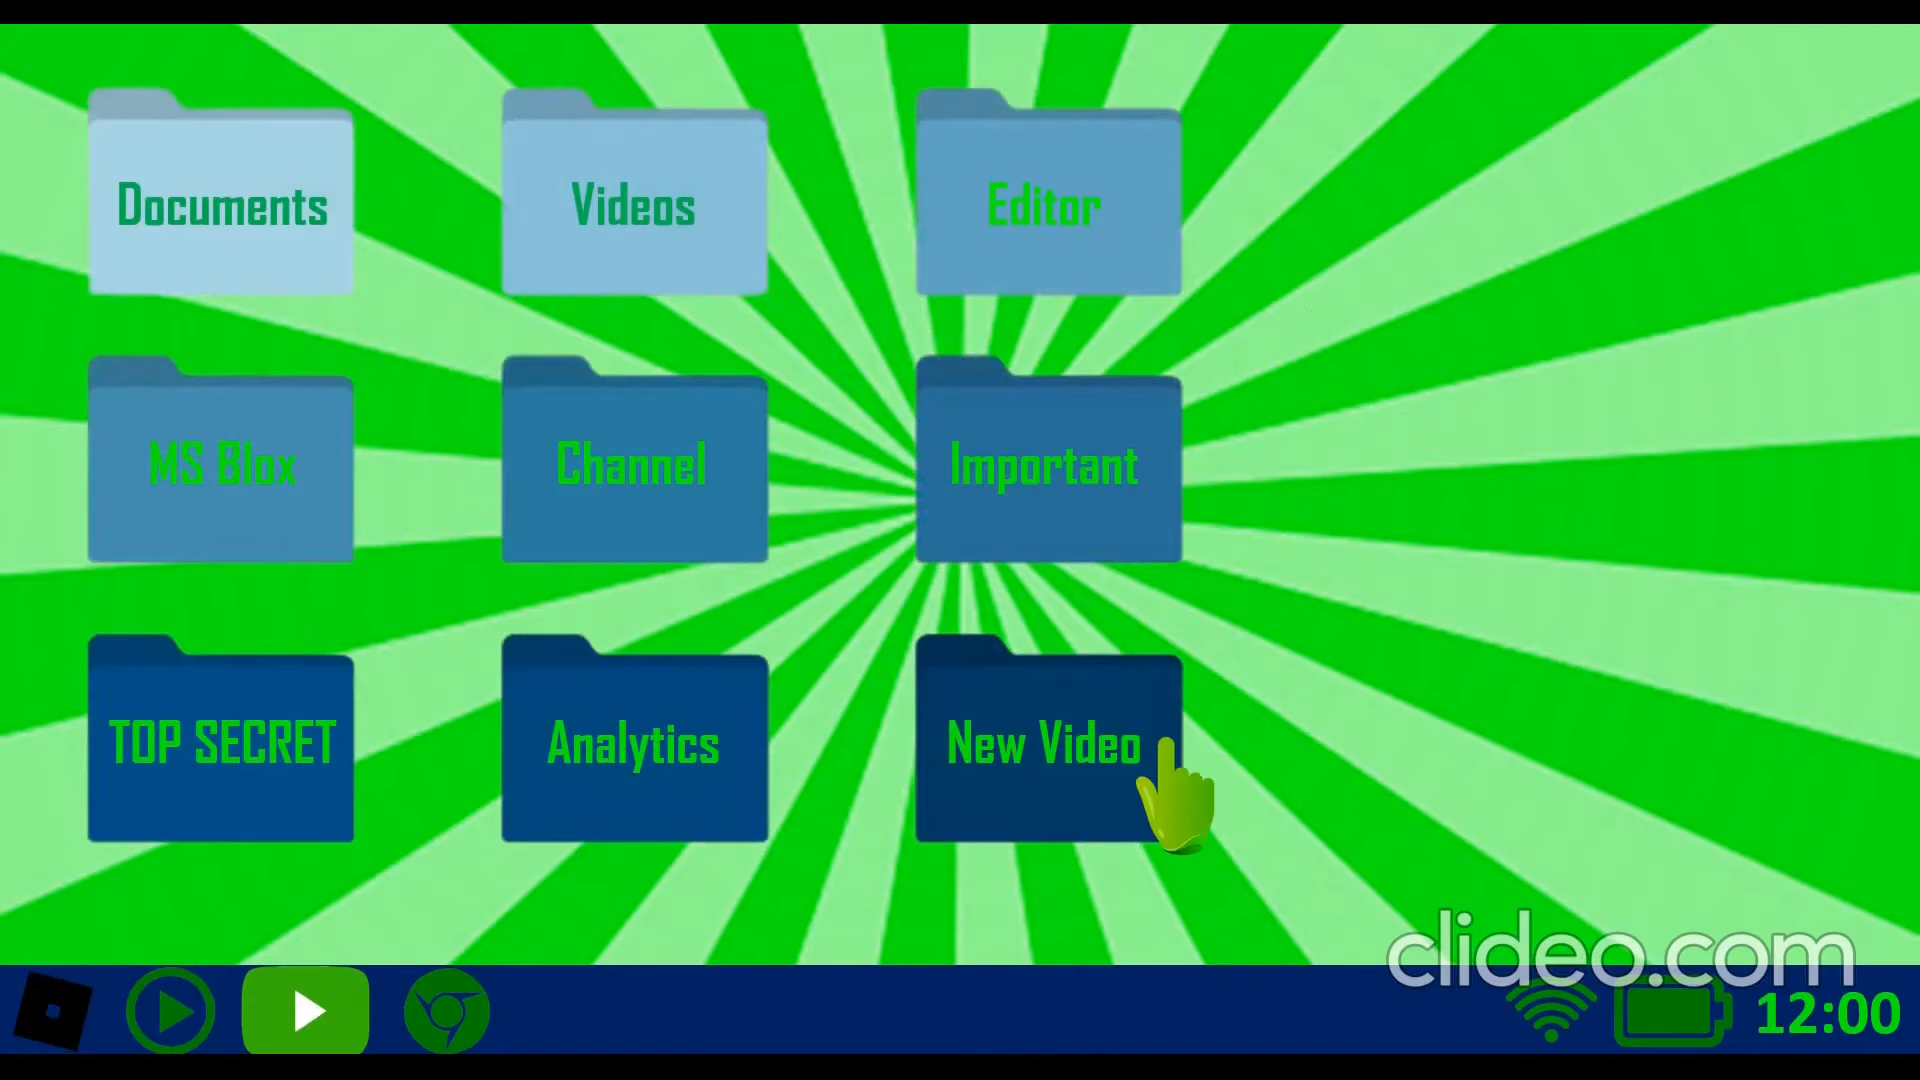 Documents
Videos
Editor
MS Blox
Channel
Important
TOP SECRET
Analytics
New Video
clideo.com
12:00